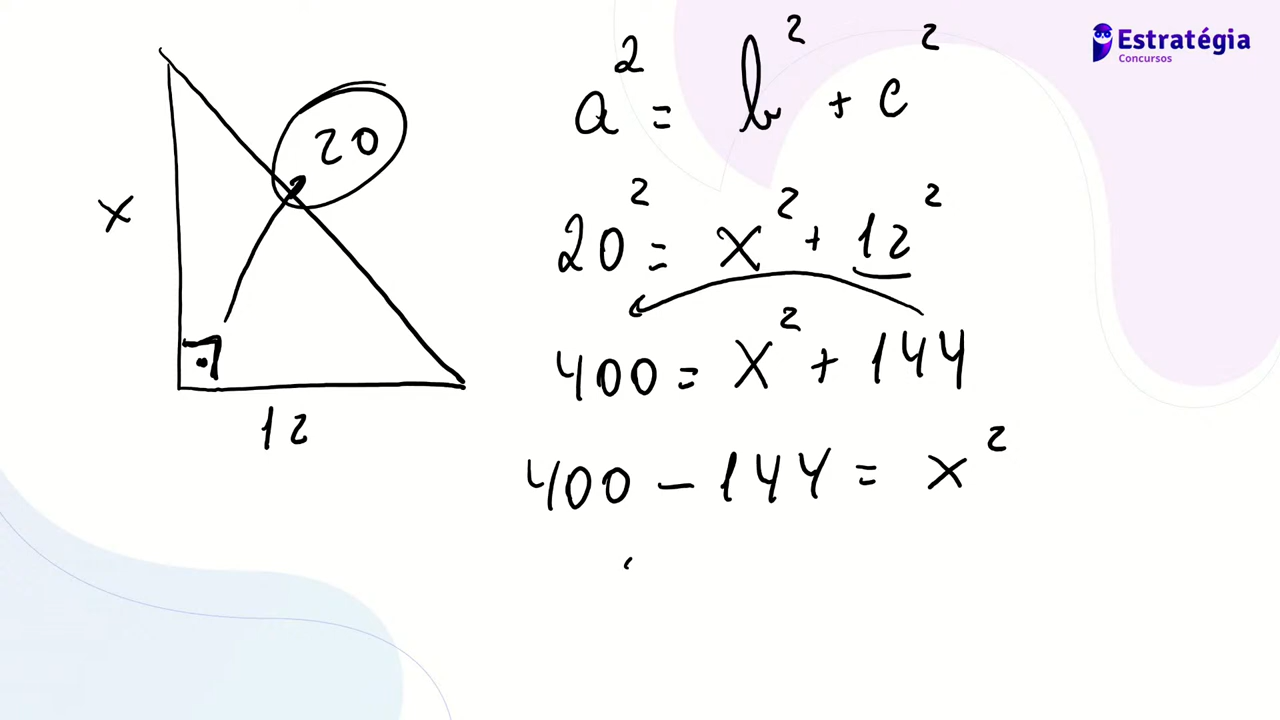 Estratégia
Concursos
20
x
12
a² = b² + c²
20² = x² + 12²
400 = x² + 144
400 - 144 = x²